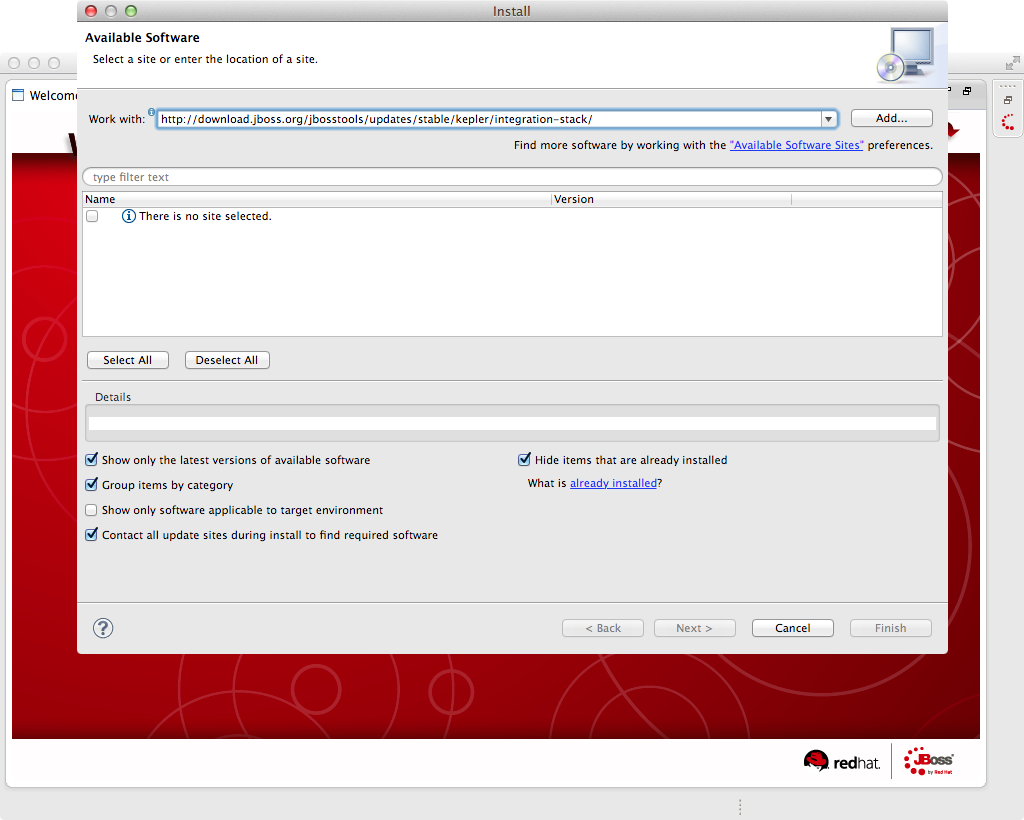 Install
Available Software
Select a site or enter the location of a site.
Welcome
Work with: http://download.jboss.org/jbosstools/updates/stable/kepler/integration-stack/ Add...
Find more software by working with the "Available Software Sites" preferences.
type filter text
Name Version
There is no site selected.
Select All Deselect All
Details
Show only the latest versions of available software Hide items that are already installed
Group items by category What is already installed?
Show only software applicable to target environment
Contact all update sites during install to find required software
? < Back Next > Cancel Finish
redhat. JBoss
by Red Hat